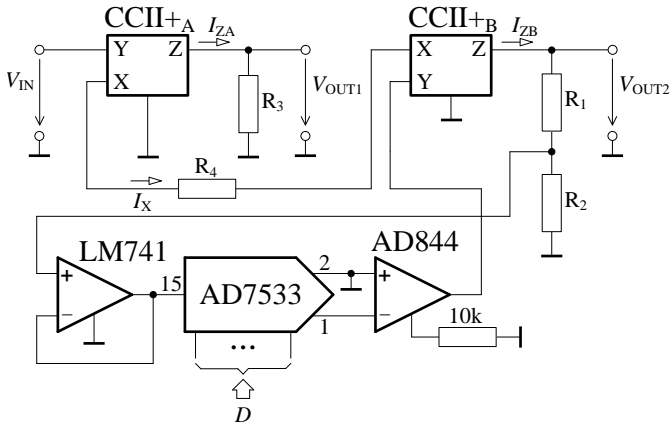 CCII+A
CCII+B
IZA
IZB
Y
Z
X
X
Z
Y
VIN
R3
VOUT1
R1
VOUT2
R4
IX
R2
LM741
AD844
+
−
15
AD7533
2
1
+
−
10k
...
D